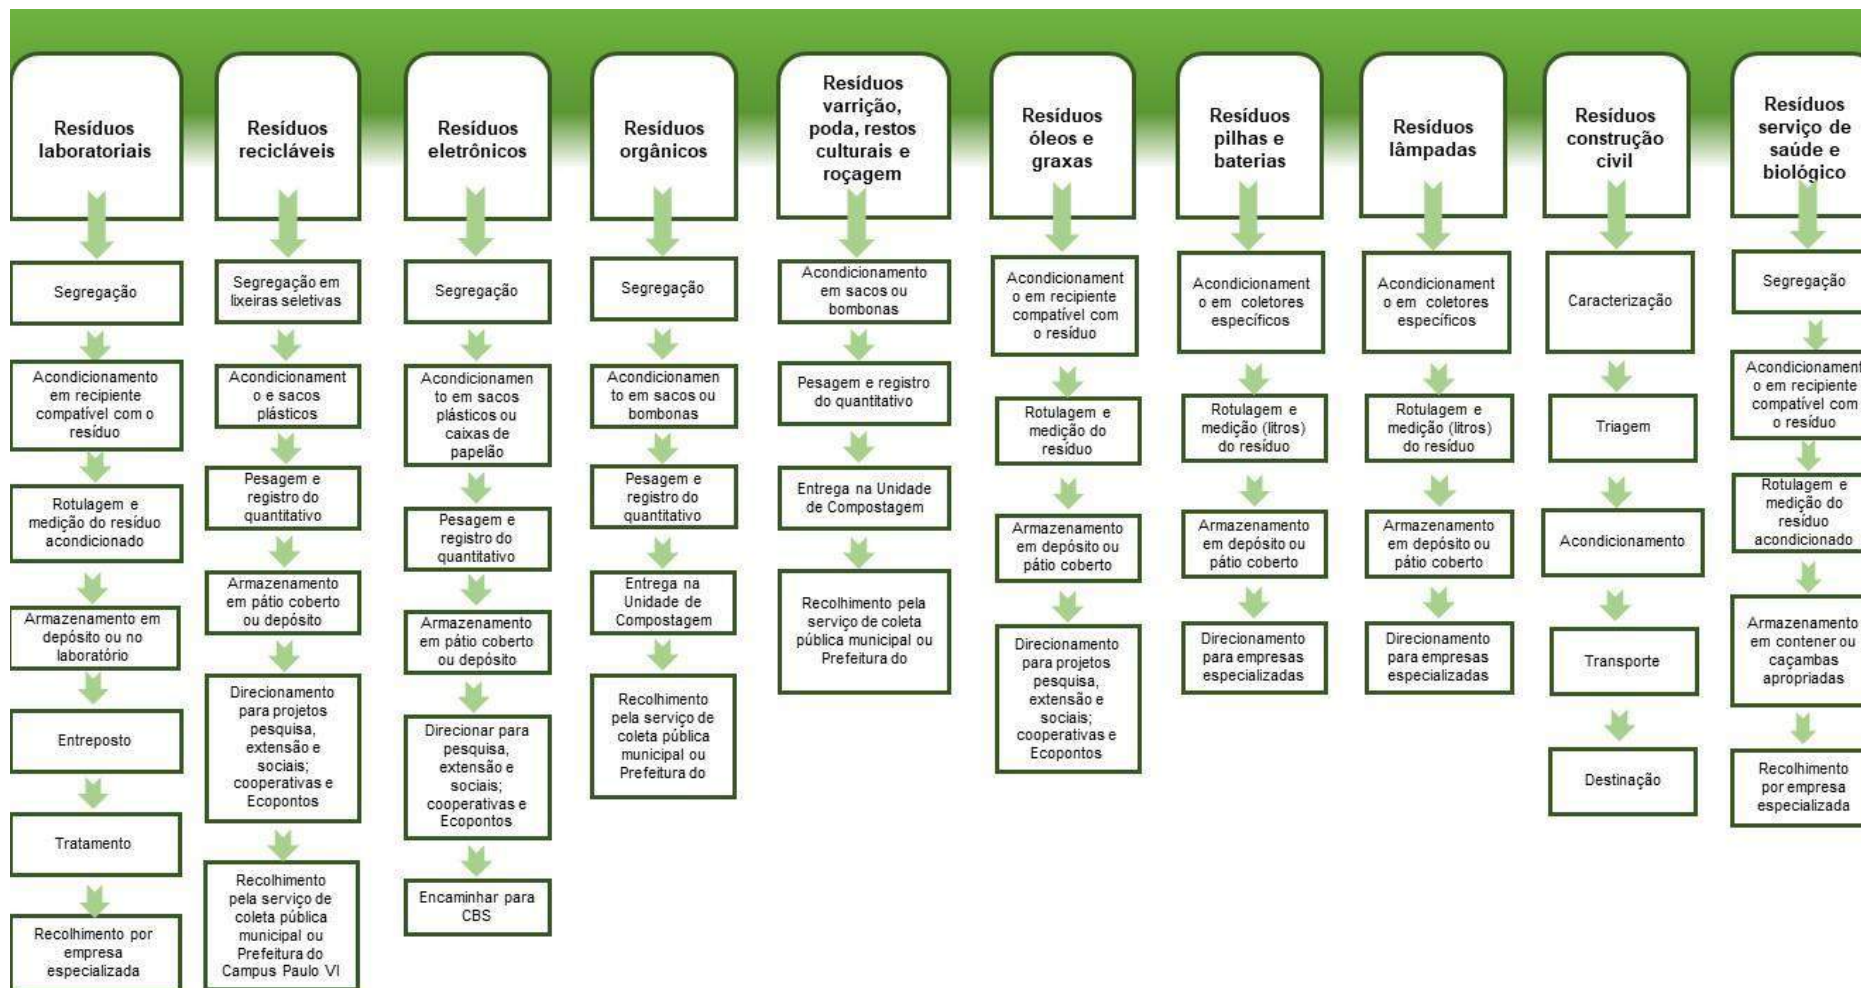 Resíduos
laboratoriais
Segregação
Acondicionamento
em recipiente
compatível com o
resíduo
Rotulagem e
medição do resíduo
acondicionado
Armazenamento em
depósito ou no
laboratório
Entreposto
Tratamento
Recolhimento por
empresa
especializada
Resíduos
recicláveis
Segregação em
lixeiras seletivas
Acondicionament
o e sacos
plásticos
Pesagem e
registro do
quantitativo
Armazenamento
em pátio coberto
ou depósito
Direcionamento
para projetos
pesquisa,
extensão e
sociais;
cooperativas e
Ecopontos
Recolhimento
pela serviço de
coleta pública
municipal ou
Prefeitura do
Campus Paulo VI
Resíduos
eletrônicos
Segregação
Acondicionamen
to em sacos
plásticos ou
caixas de
papelão
Pesagem e
registro do
quantitativo
Armazenamento
em pátio coberto
ou depósito
Direcionar para
pesquisa,
extensão e
sociais;
cooperativas e
Ecopontos
Encaminhar para
CBS
Resíduos
orgânicos
Segregação
Acondicionamen
to em sacos ou
bombonas
Pesagem e
registro do
quantitativo
Entrega na
Unidade de
Compostagem
Recolhimento
pela serviço de
coleta pública
municipal ou
Prefeitura do
Resíduos
varrição,
poda, restos
culturais e
roçagem
Acondicionamento
em sacos ou
bombonas
Pesagem e registro
do quantitativo
Entrega na Unidade
de Compostagem
Recolhimento pela
serviço de coleta
pública municipal ou
Prefeitura do
Resíduos
óleos e
graxas
Acondicionament
o em recipiente
compatível com
o resíduo
Rotulagem e
medição do
resíduo
Armazenamento
em depósito ou
pátio coberto
Direcionamento
para projetos
pesquisa,
extensão e
sociais;
cooperativas e
Ecopontos
Resíduos
pilhas e
baterias
Acondicionament
o em coletores
específicos
Rotulagem e
medição (litros)
do resíduo
Armazenamento
em depósito ou
pátio coberto
Direcionamento
para empresas
especializadas
Resíduos
lâmpadas
Acondicionament
o em coletores
específicos
Rotulagem e
medição (litros)
do resíduo
Armazenamento
em depósito ou
pátio coberto
Direcionamento
para empresas
especializadas
Resíduos
construção
civil
Caracterização
Triagem
Acondicionamento
Transporte
Destinação
Resíduos
serviço de
saúde e
biológico
Segregação
Acondicionament
o em recipiente
compatível com
o resíduo
Rotulagem e
medição do
resíduo
acondicionado
Armazenamento
em contener ou
caçambas
apropriadas
Recolhimento
por empresa
especializada